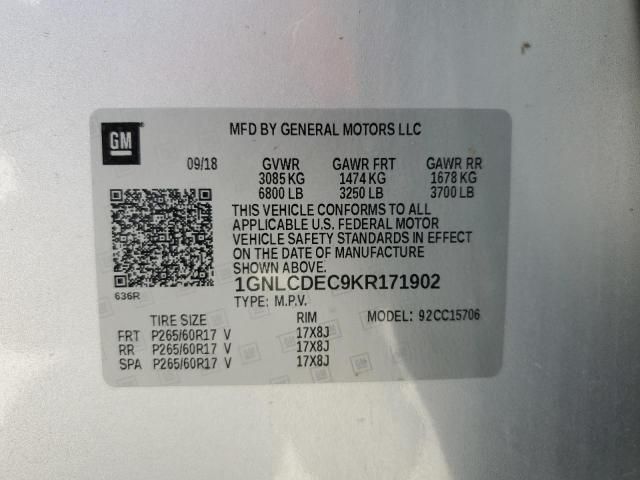 GM
MFD BY GENERAL MOTORS LLC
09/18 GVWR GAWR FRT GAWR RR
3085 KG 1474 KG 1678 KG
6800 LB 3250 LB 3700 LB
THIS VEHICLE CONFORMS TO ALL
APPLICABLE U.S. FEDERAL MOTOR
VEHICLE SAFETY STANDARDS IN EFFECT
ON THE DATE OF MANUFACTURE
SHOWN ABOVE.
636R
1GNLCDEC9KR171902
TYPE: M.P.V.
TIRE SIZE RIM MODEL: 92CC15706
FRT P265/60R17 V 17X8J
RR P265/60R17 V 17X8J
SPA P265/60R17 V 17X8J